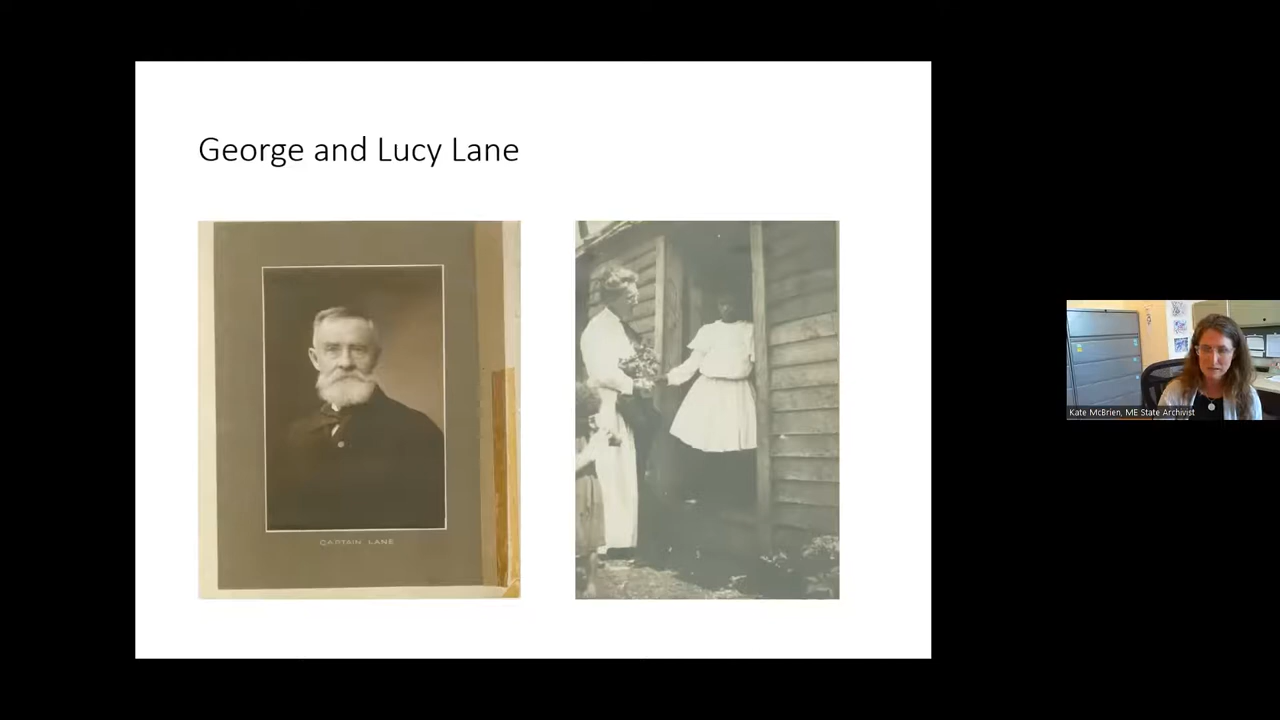 George and Lucy Lane
CAPTAIN LANE
Kate McBrien, ME State Archivist